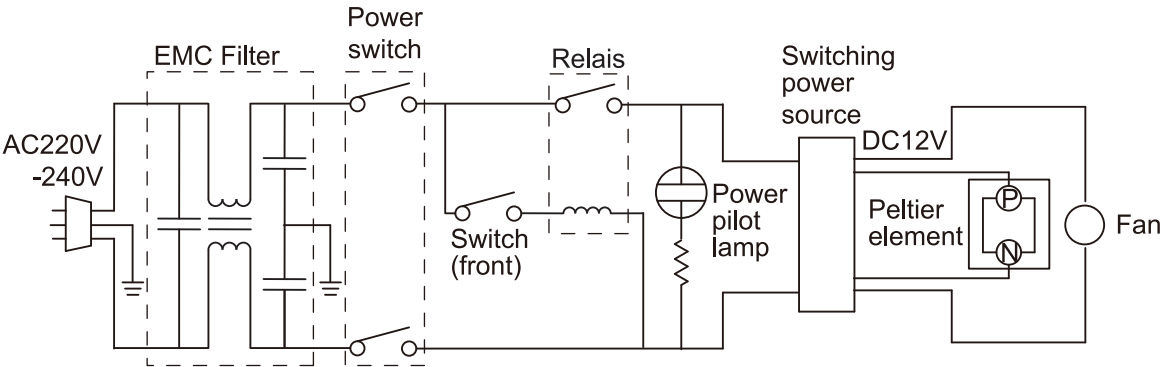 Power
switch
EMC Filter
Relais
Switching
power
source
AC220V
-240V
DC12V
Power
pilot
lamp
Switch
(front)
Peltier
element
P
N
Fan